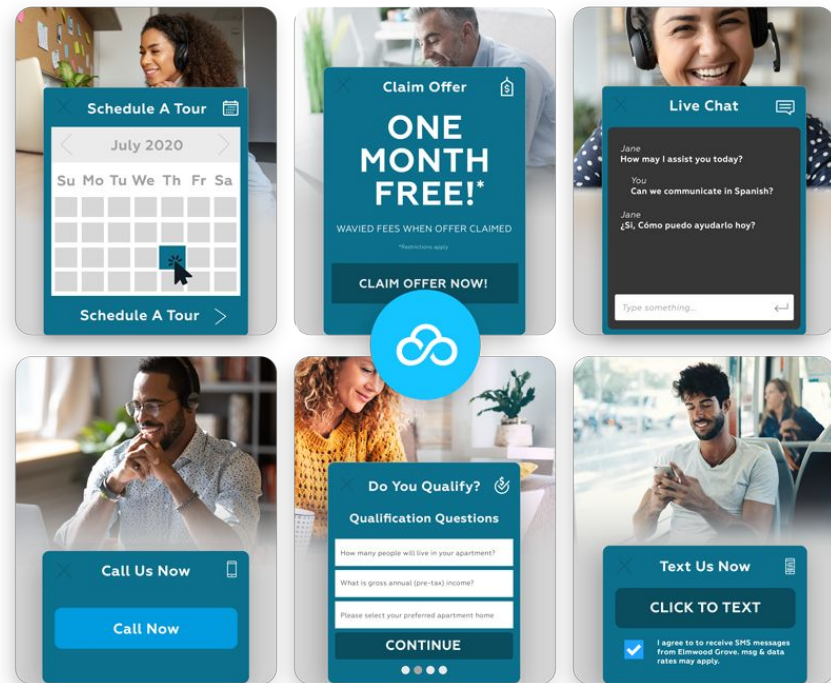 Schedule A Tour
July 2020
Su Mo Tu We Th Fr Sa
Schedule A Tour
Claim Offer
ONE
MONTH
FREE!*
WAVIED FEES WHEN OFFER CLAIMED
*Restrictions apply
CLAIM OFFER NOW!
Live Chat
Jane
How may I assist you today?
You
Can we communicate in Spanish?
Jane
¿Si, Cómo puedo ayudarlo hoy?
Type something...
Call Us Now
Call Now
Do You Qualify?
Qualification Questions
How many people will live in your apartment?
What is gross annual (pre-tax) income?
Please select your preferred apartment home
CONTINUE
Text Us Now
CLICK TO TEXT
I agree to to receive SMS messages
from Elmwood Grove. msg & data
rates may apply.